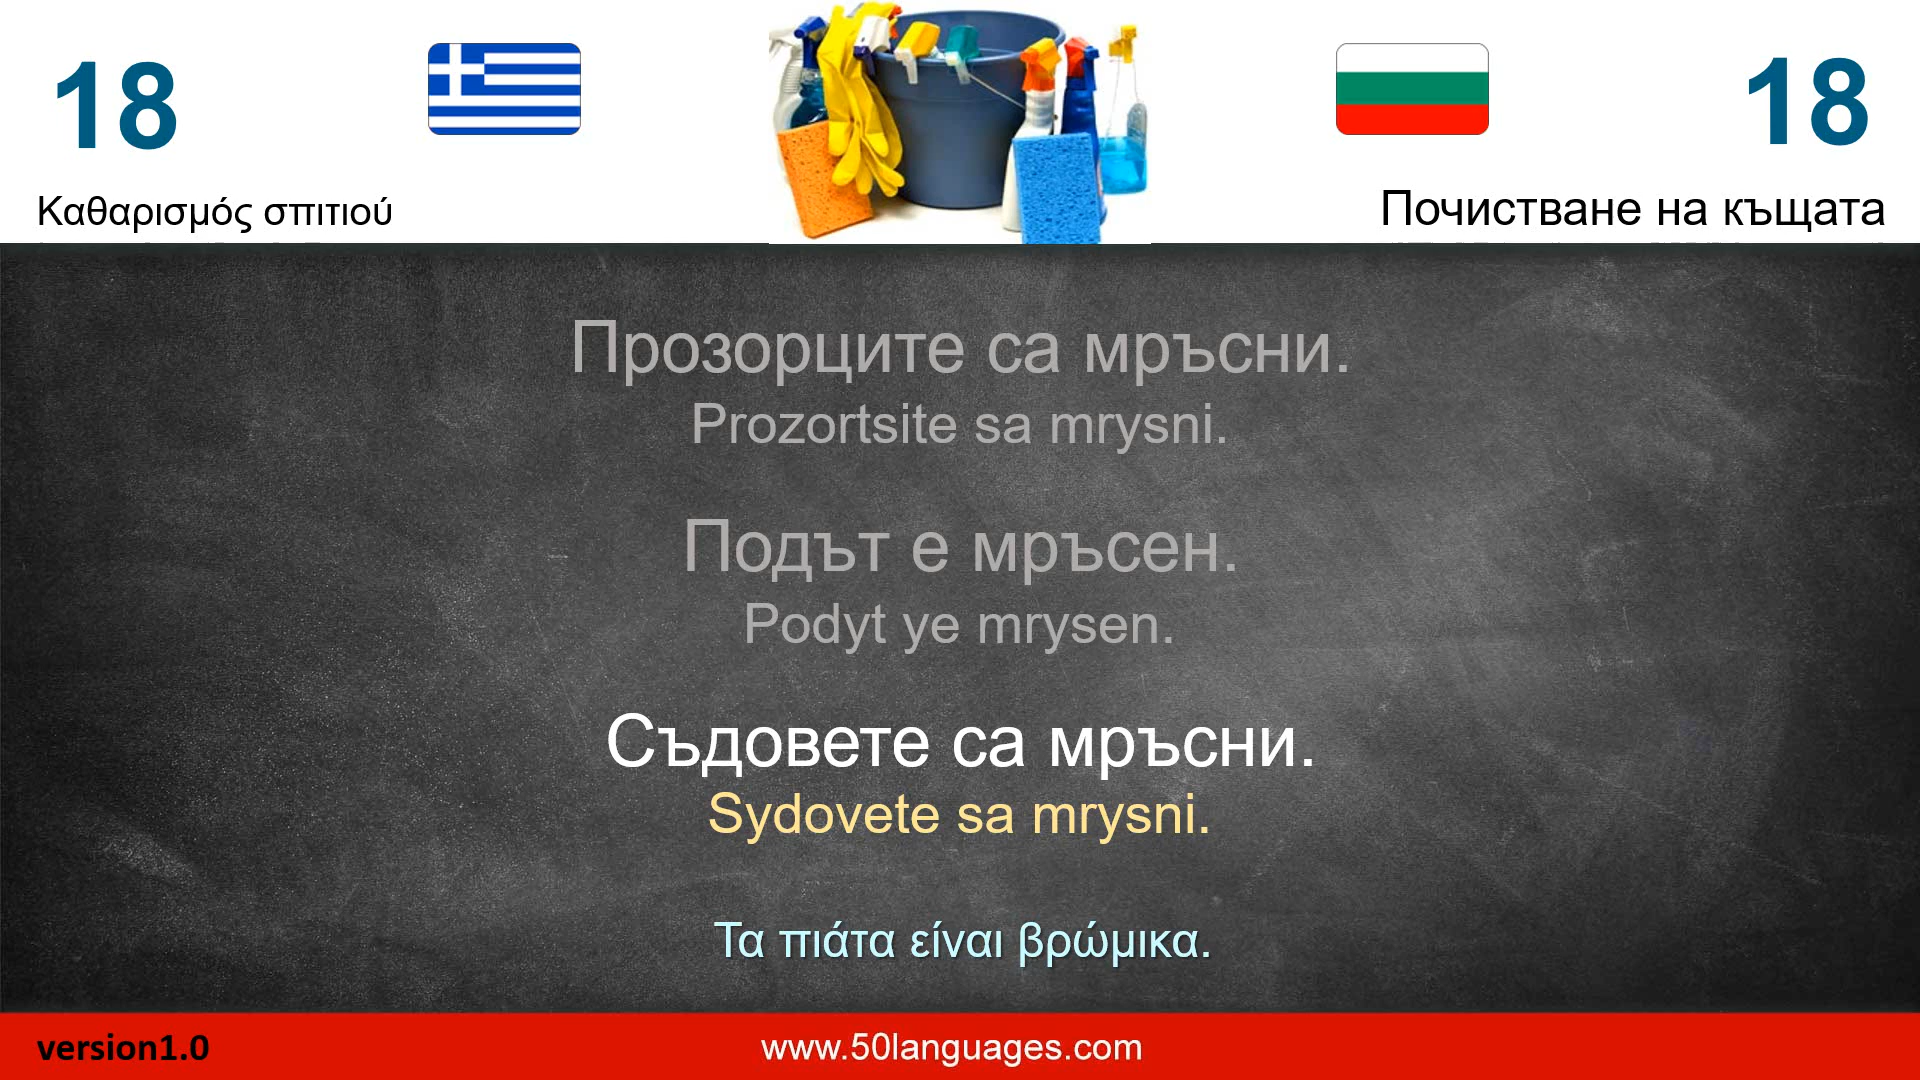 18
18
Καθαρισμός σπιτιού
Почистване на къщата
Прозорците са мръсни.
Prozortsite sa mrysni.
Подът е мръсен.
Podyt ye mrysen.
Съдовете са мръсни.
Sydovete sa mrysni.
Τα πιάτα είναι βρώμικα.
version1.0
www.50languages.com